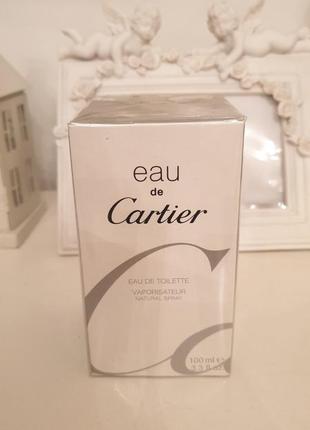 eau
de
Cartier
EAU DE TOILETTE
VAPORISATEUR
NATURAL SPRAY
100 ml ℮
3.3 fl.oz